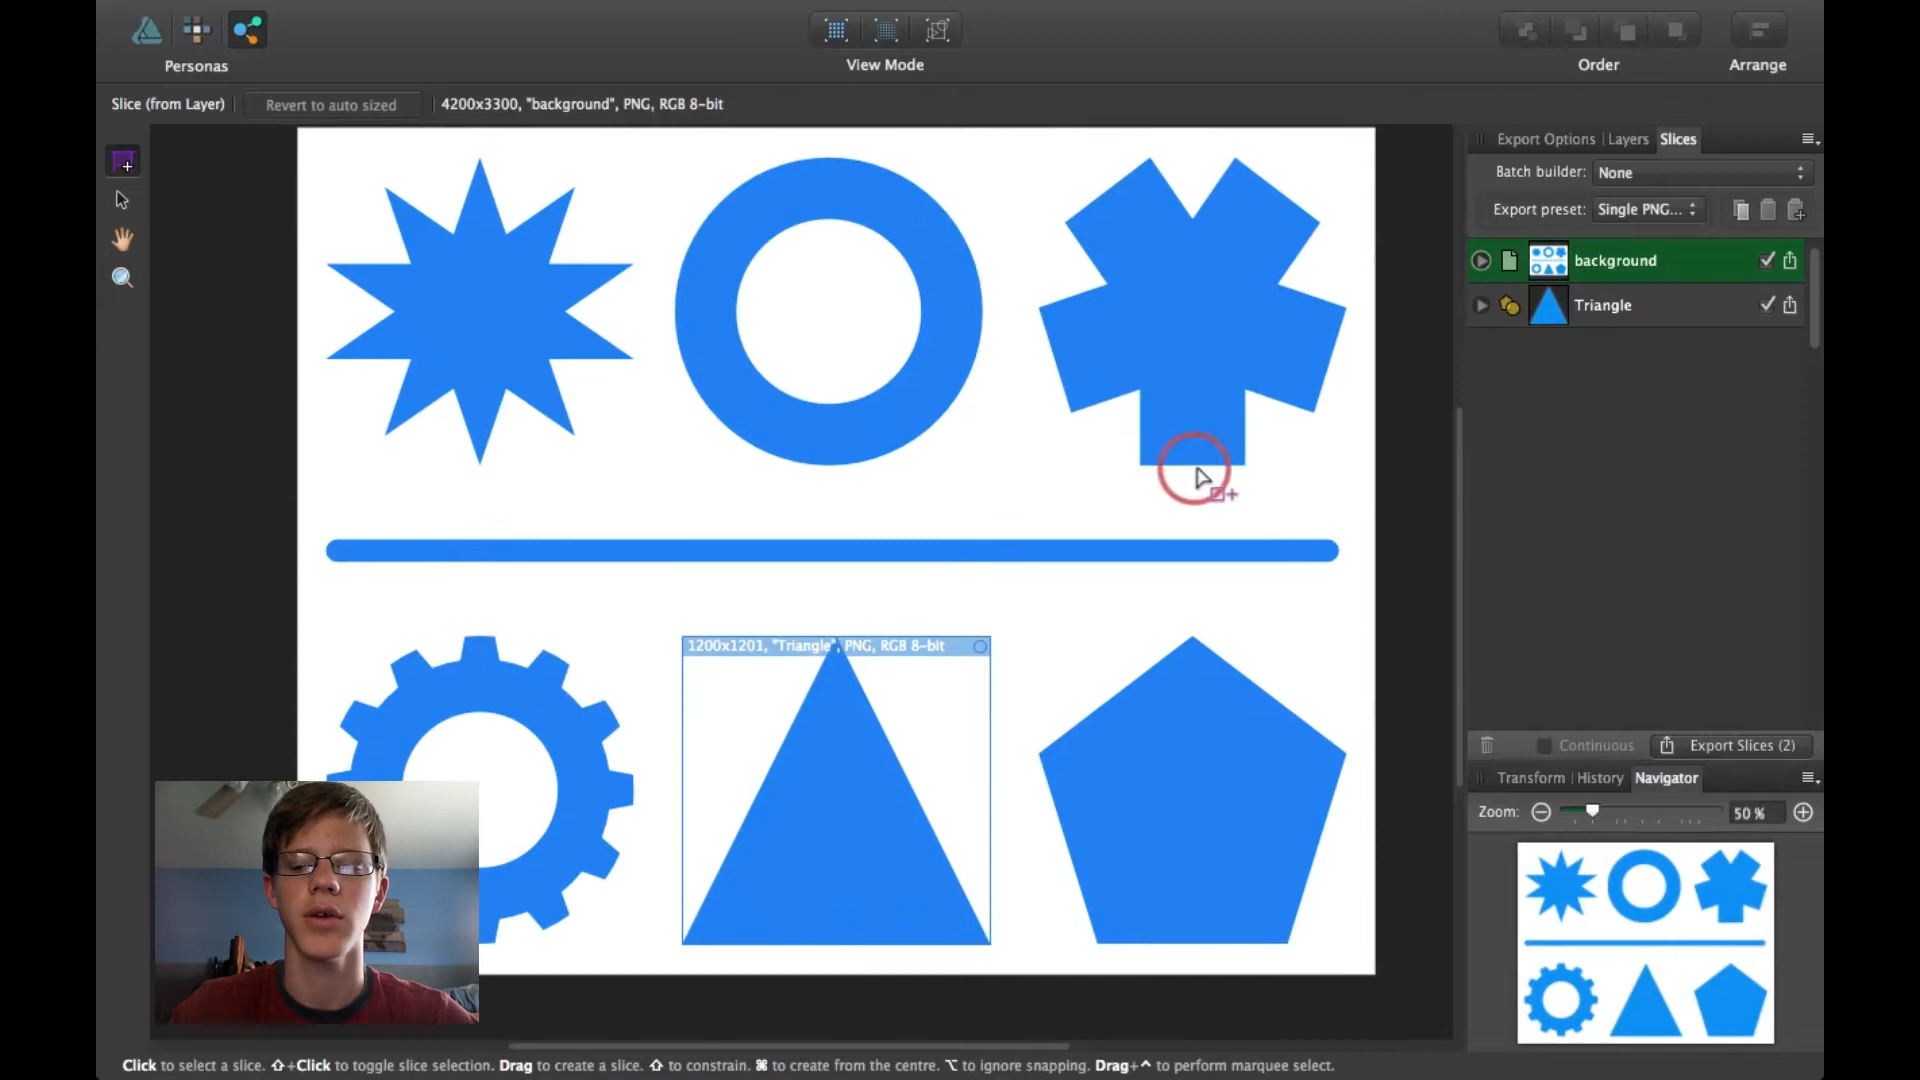 Personas
View Mode
Order
Arrange
Slice (from Layer)
Revert to auto sized
4200x3300, "background", PNG, RGB 8-bit
Export Options
Layers
Slices
Batch builder: None
Export preset: Single PNG...
background
Triangle
1200x1201, "Triangle", PNG, RGB 8-bit
Continuous
Export Slices (2)
Transform
History
Navigator
Zoom:
50 %
Click to select a slice. ⇧+Click to toggle slice selection. Drag to create a slice. ⇧ to constrain. ⌘ to create from the centre. ⌥ to ignore snapping. Drag+⌃ to perform marquee select.